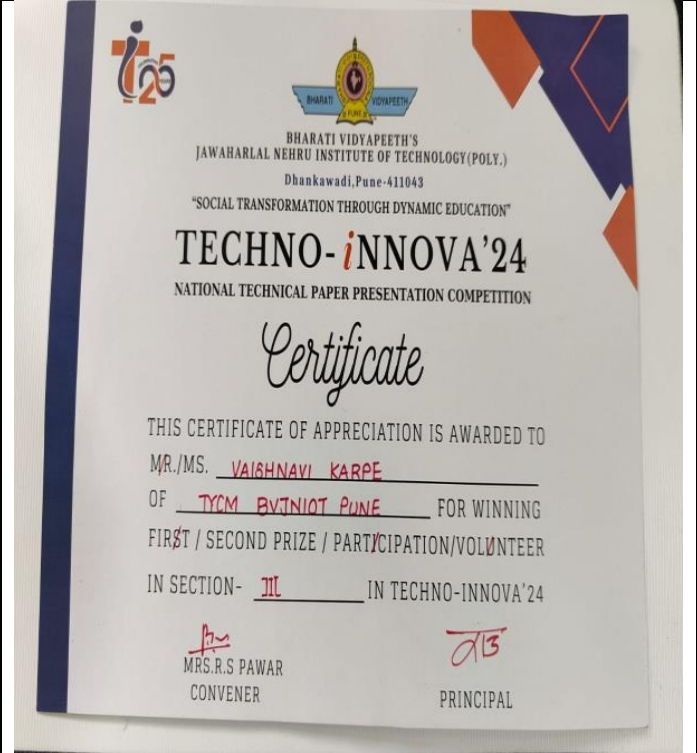 25
BHARATI VIDYAPEETH
PUNE
BHARATI VIDYAPEETH'S
JAWAHARLAL NEHRU INSTITUTE OF TECHNOLOGY(POLY.)
Dhankawadi,Pune-411043
"SOCIAL TRANSFORMATION THROUGH DYNAMIC EDUCATION"
TECHNO-iNNOVA'24
NATIONAL TECHNICAL PAPER PRESENTATION COMPETITION
Certificate
THIS CERTIFICATE OF APPRECIATION IS AWARDED TO
MR./MS. VAISHNAVI KARPE
OF TYCM BVJNIOT PUNE FOR WINNING
FIRST / SECOND PRIZE / PARTICIPATION/VOLUNTEER
IN SECTION- III IN TECHNO-INNOVA'24
MRS.R.S PAWAR
CONVENER
PRINCIPAL